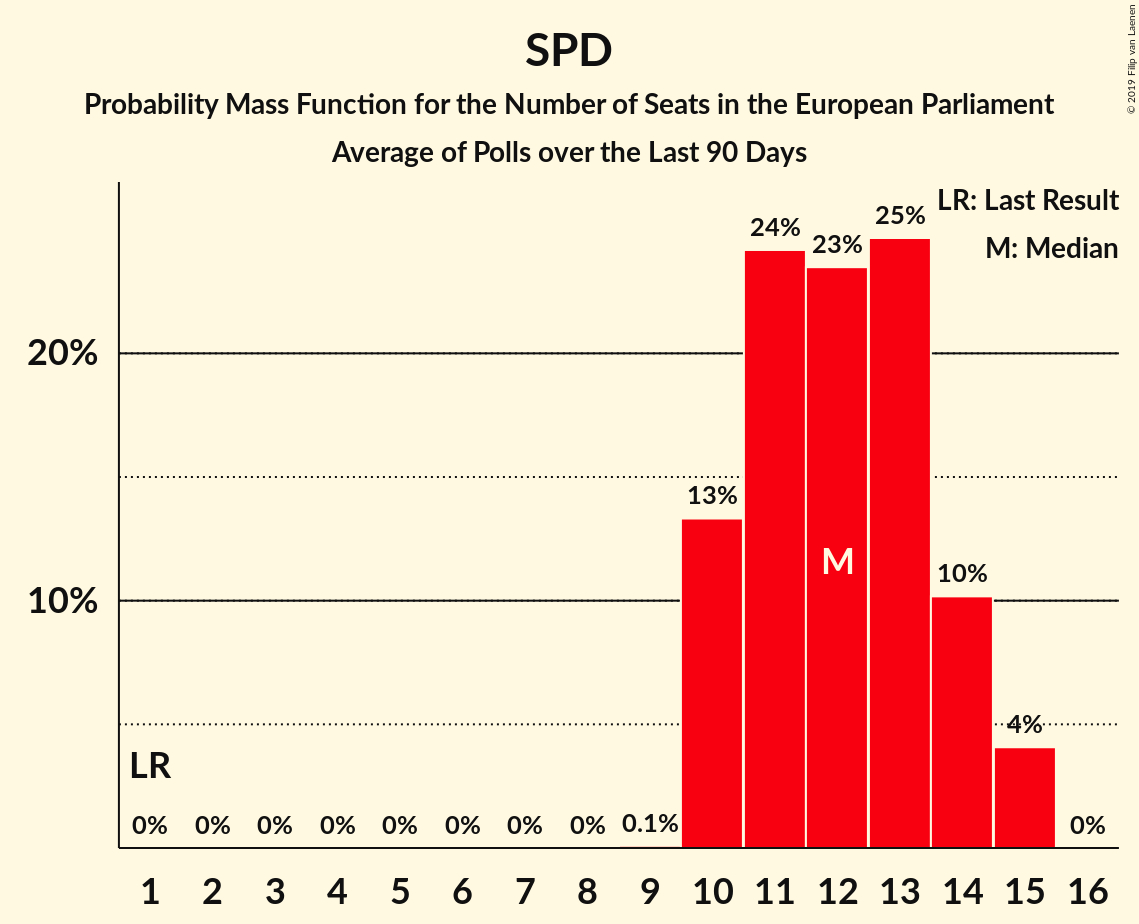 SPD
Probability Mass Function for the Number of Seats in the European Parliament
Average of Polls over the Last 90 Days
© 2019 Filip van Laenen
LR: Last Result
M: Median
20%
10%
LR
0% 0% 0% 0% 0% 0% 0% 0% 0.1% 13% 24% 23% 25% 10% 4% 0%
M
1 2 3 4 5 6 7 8 9 10 11 12 13 14 15 16